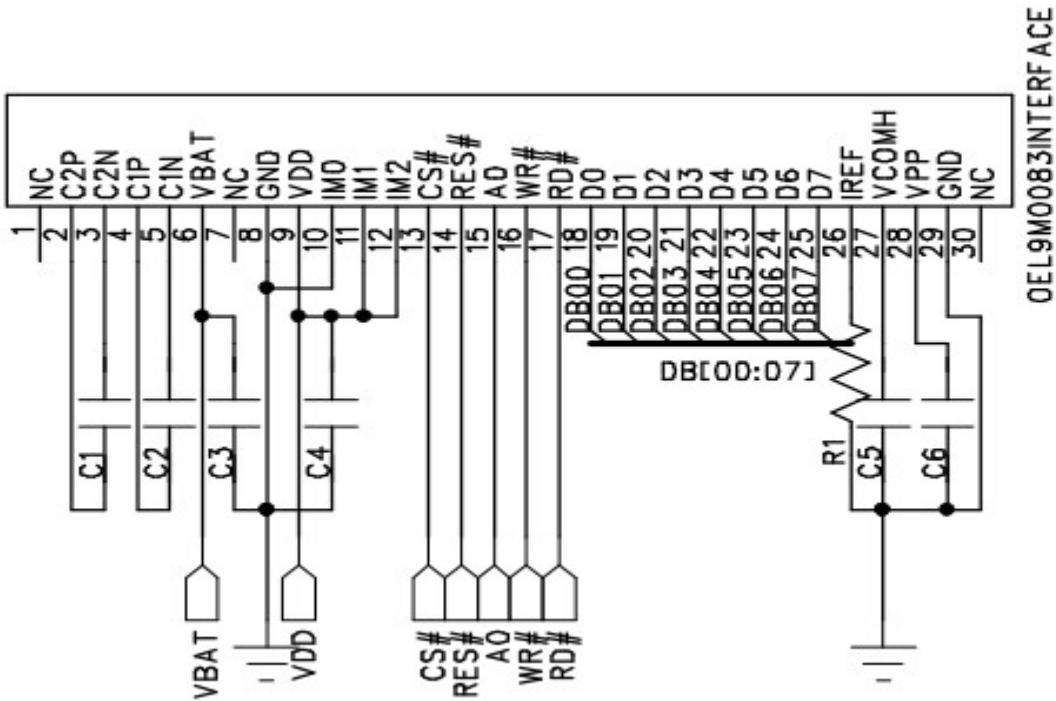 OEL9M0083INTERFACE
NC
C2P
C2N
C1P
C1N
VBAT
NC
GND
VDD
IM0
IM1
IM2
CS#
RES#
A0
WR#
RD#
D0
D1
D2
D3
D4
D5
D6
D7
IREF
VCOMH
VPP
GND
NC
1
2
3
4
5
6
7
8
9
10
11
12
13
14
15
16
17
18
19
20
21
22
23
24
25
26
27
28
29
30
DB00
DB01
DB02
DB03
DB04
DB05
DB06
DB07
DB[00:07]
C1
C2
C3
C4
R1
C5
C6
VBAT
VDD
CS#
RES#
A0
WR#
RD#